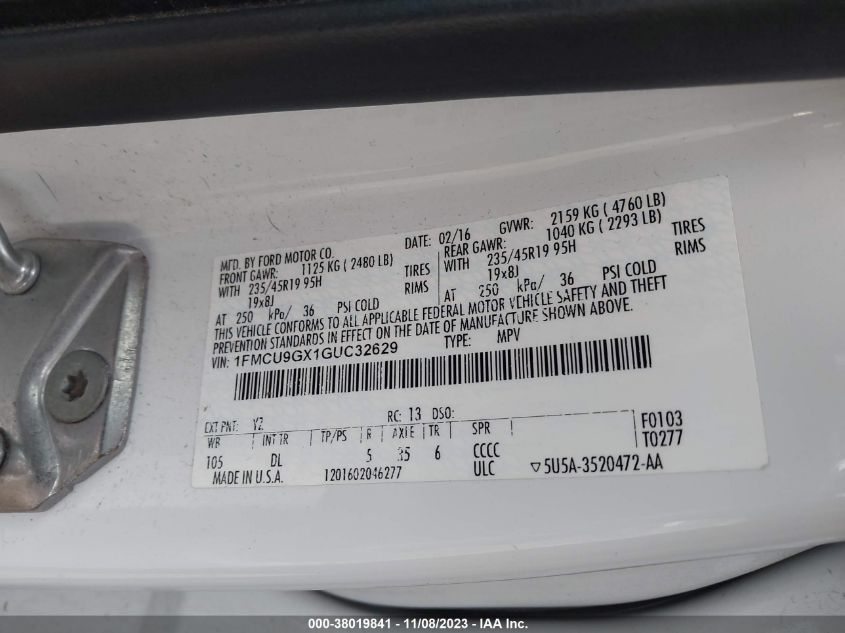 MFD. BY FORD MOTOR CO. DATE: 02/16 GVWR: 2159 KG ( 4760 LB)
FRONT GAWR: 1125 KG ( 2480 LB) REAR GAWR: 1040 KG ( 2293 LB)
WITH 235/45R19 95H TIRES WITH 235/45R19 95H TIRES
19x8J RIMS 19x8J RIMS
AT 250 kPa/ 36 PSI COLD AT 250 kPa/ 36 PSI COLD
THIS VEHICLE CONFORMS TO ALL APPLICABLE FEDERAL MOTOR VEHICLE SAFETY AND THEFT
PREVENTION STANDARDS IN EFFECT ON THE DATE OF MANUFACTURE SHOWN ABOVE.
VIN: 1FMCU9GX1GUC32629 TYPE: MPV
EXT PNT: YZ RC: 13 DSO: F0103
WB INT TR TP/PS R AXLE TR SPR T0277
105 DL 5 35 6 CCCC
MADE IN U.S.A. 1201602046277 ULC ▽5U5A-3520472-AA
000-38019841 - 11/08/2023 - IAA Inc.